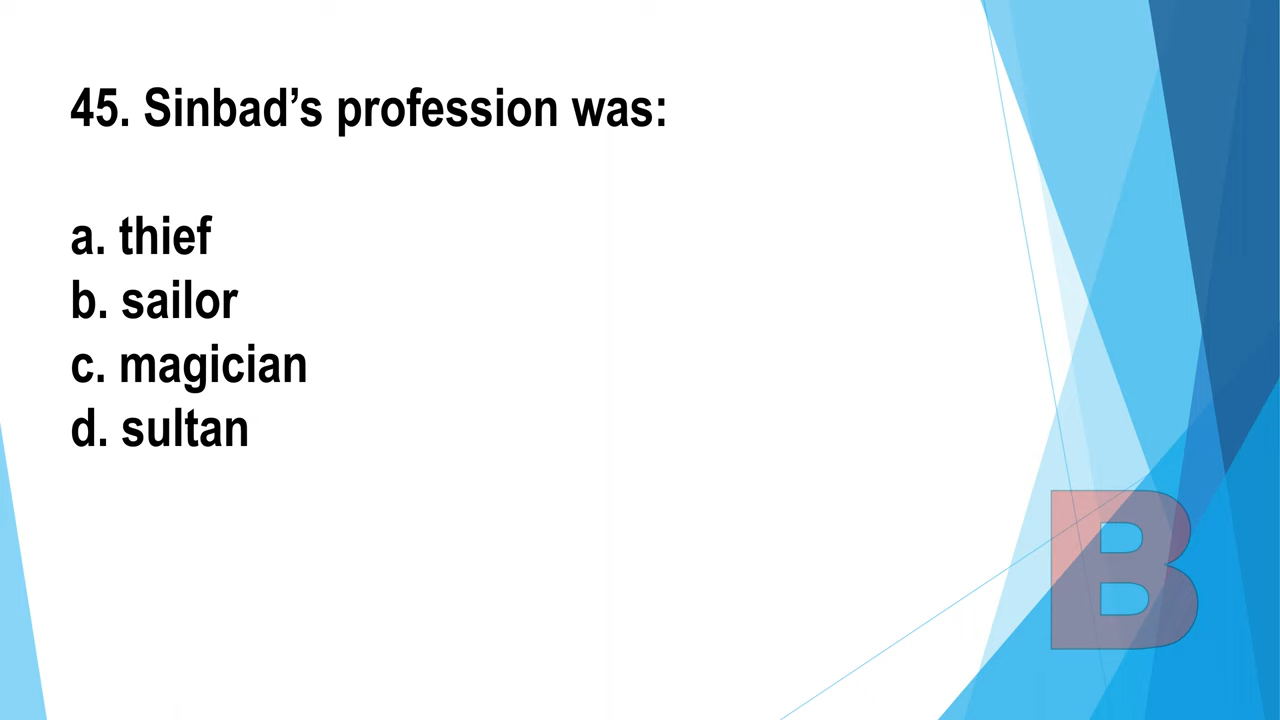 45. Sinbad’s profession was:
a. thief
b. sailor
c. magician
d. sultan
B